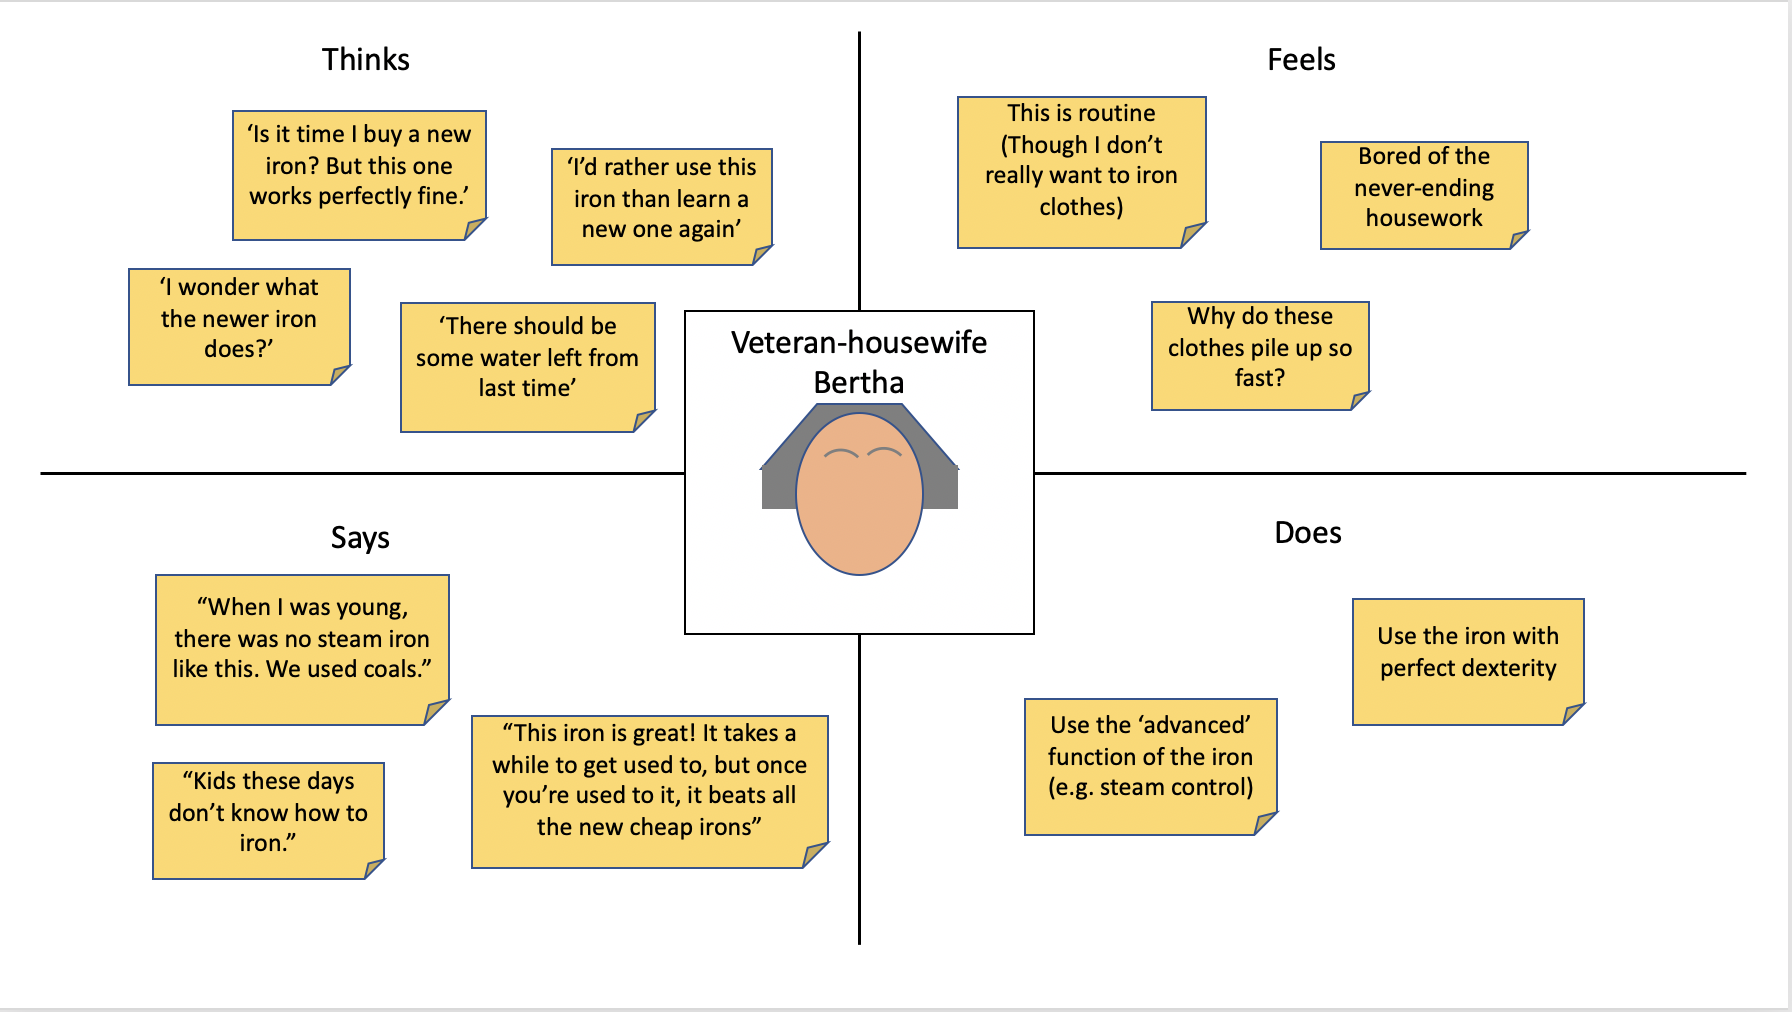 Thinks
‘Is it time I buy a new
iron? But this one
works perfectly fine.’
‘I’d rather use this
iron than learn a
new one again’
‘I wonder what
the newer iron
does?’
‘There should be
some water left from
last time’
Feels
This is routine
(Though I don’t
really want to iron
clothes)
Bored of the
never-ending
housework
Why do these
clothes pile up so
fast?
Veteran-housewife
Bertha
Says
“When I was young,
there was no steam iron
like this. We used coals.”
“Kids these days
don’t know how to
iron.”
“This iron is great! It takes a
while to get used to, but once
you’re used to it, it beats all
the new cheap irons”
Does
Use the iron with
perfect dexterity
Use the ‘advanced’
function of the iron
(e.g. steam control)